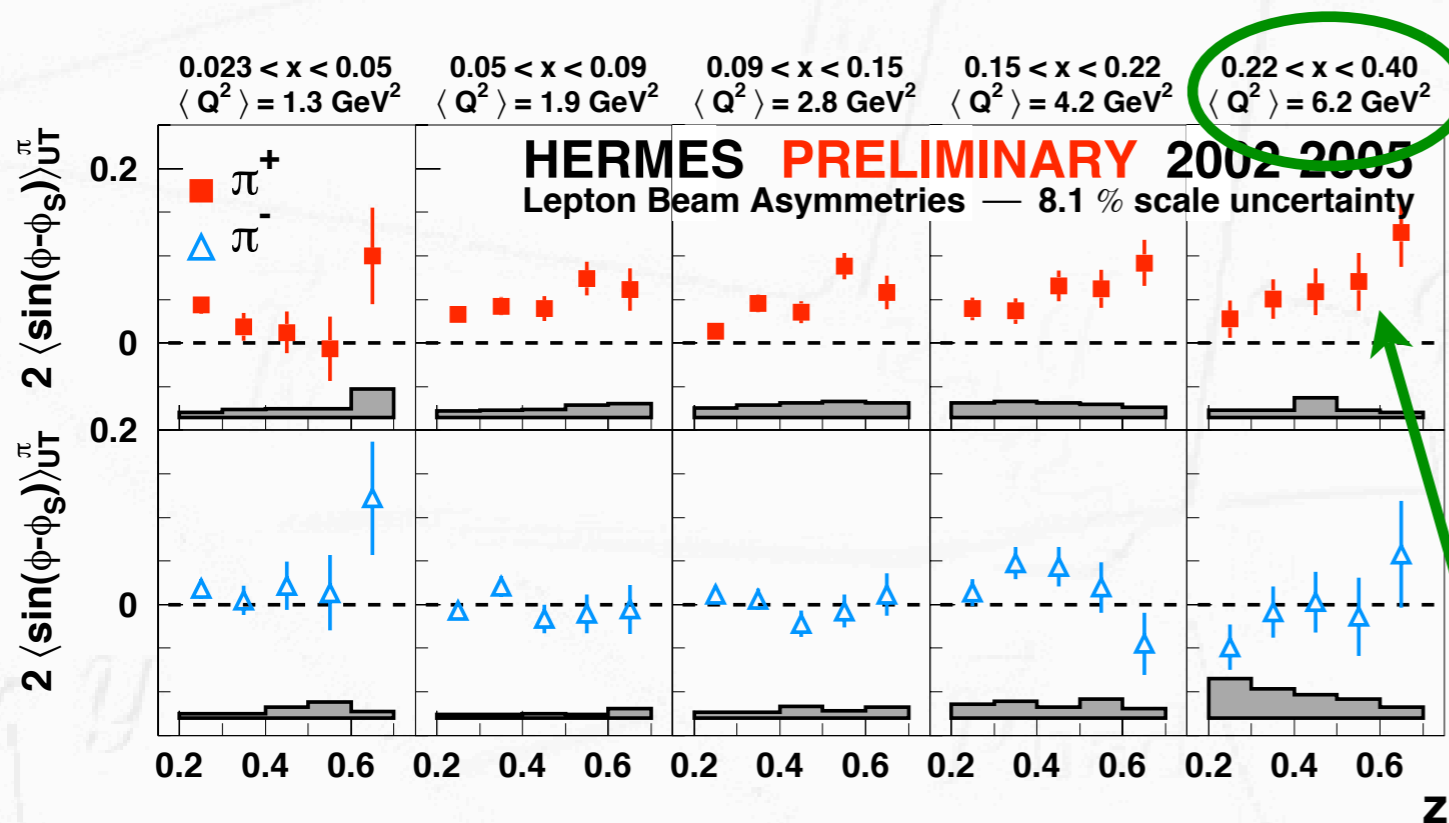 0.023 < x < 0.05 0.05 < x < 0.09 0.09 < x < 0.15 0.15 < x < 0.22 0.22 < x < 0.40
⟨ Q² ⟩ = 1.3 GeV² ⟨ Q² ⟩ = 1.9 GeV² ⟨ Q² ⟩ = 2.8 GeV² ⟨ Q² ⟩ = 4.2 GeV² ⟨ Q² ⟩ = 6.2 GeV²
HERMES PRELIMINARY 2002-2005
Lepton Beam Asymmetries — 8.1 % scale uncertainty
π⁺
π⁻
2 ⟨sin(ϕ-ϕ_S)⟩^π_UT
0.2
0
2 ⟨sin(ϕ-ϕ_S)⟩^π_UT
0.2
0
0.2 0.4 0.6 0.2 0.4 0.6 0.2 0.4 0.6 0.2 0.4 0.6 0.2 0.4 0.6
z